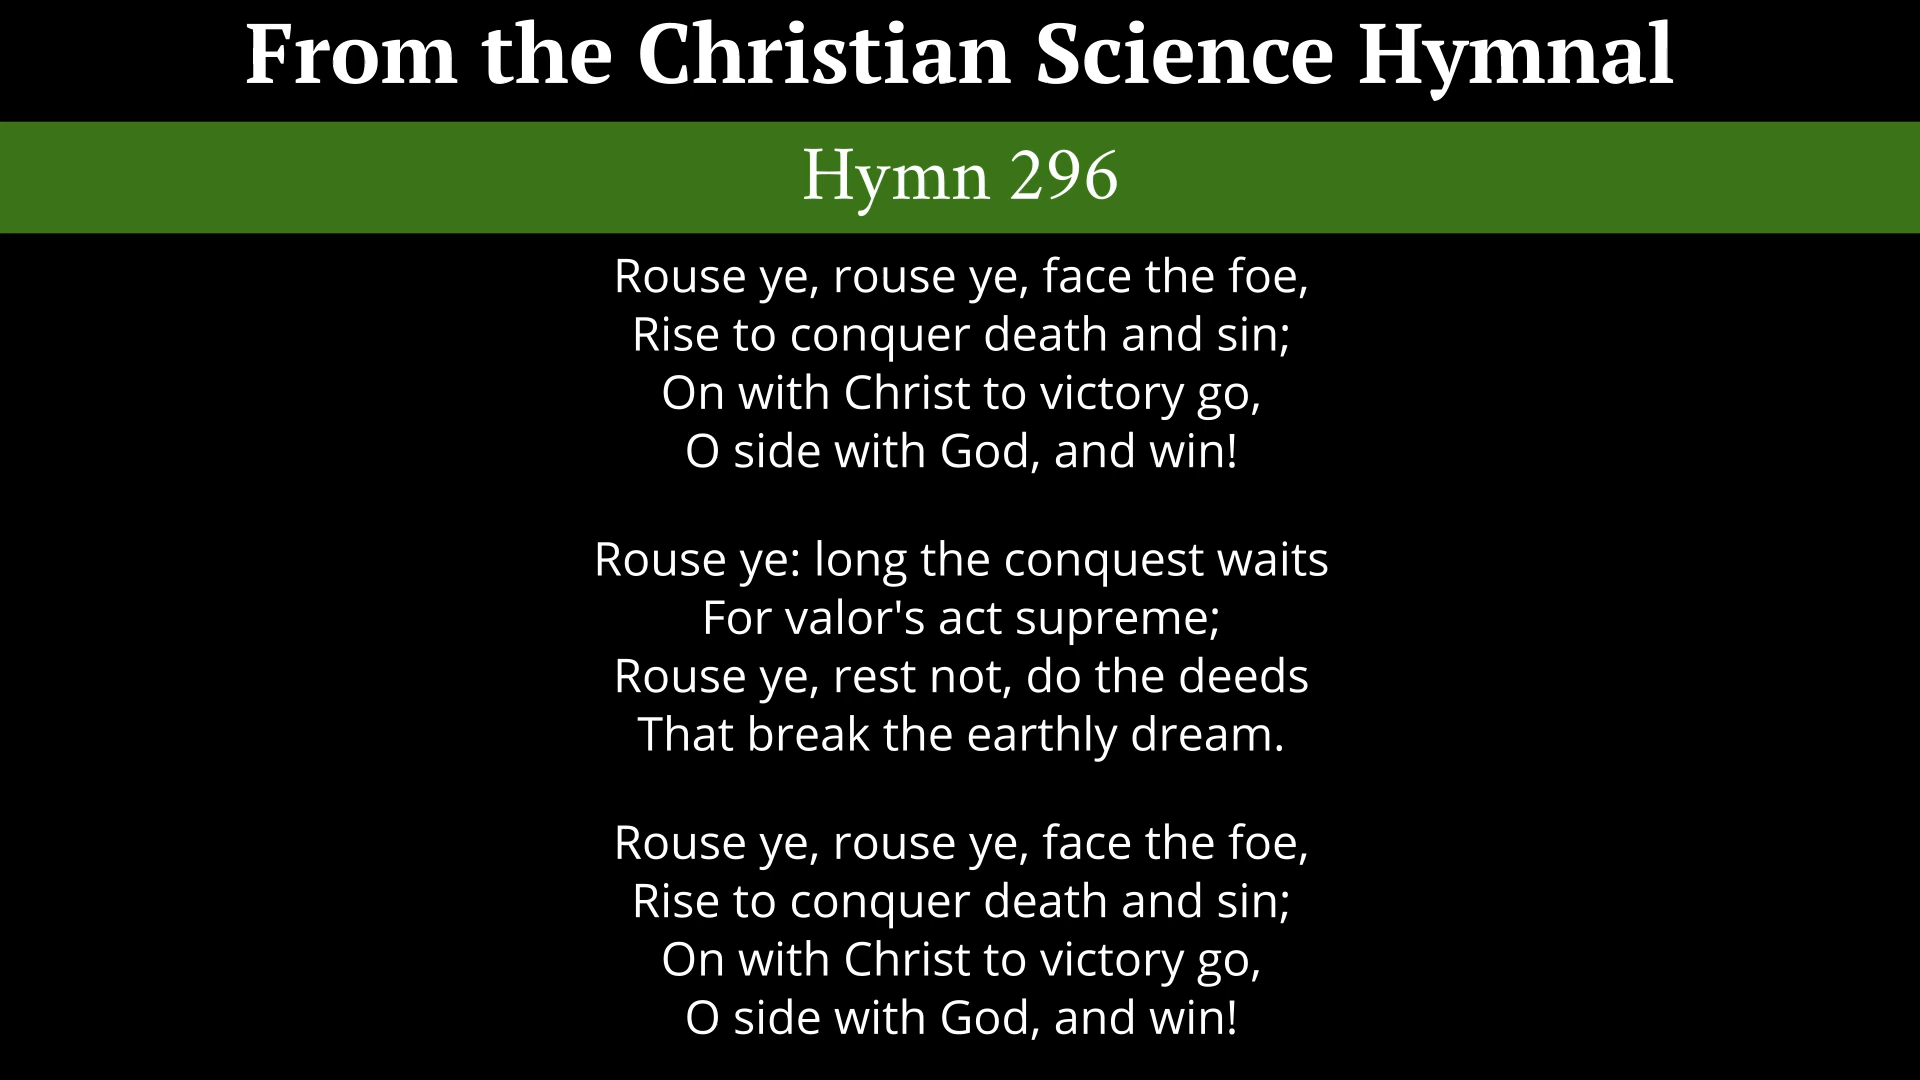 From the Christian Science Hymnal
Hymn 296
Rouse ye, rouse ye, face the foe,
Rise to conquer death and sin;
On with Christ to victory go,
O side with God, and win!
Rouse ye: long the conquest waits
For valor's act supreme;
Rouse ye, rest not, do the deeds
That break the earthly dream.
Rouse ye, rouse ye, face the foe,
Rise to conquer death and sin;
On with Christ to victory go,
O side with God, and win!